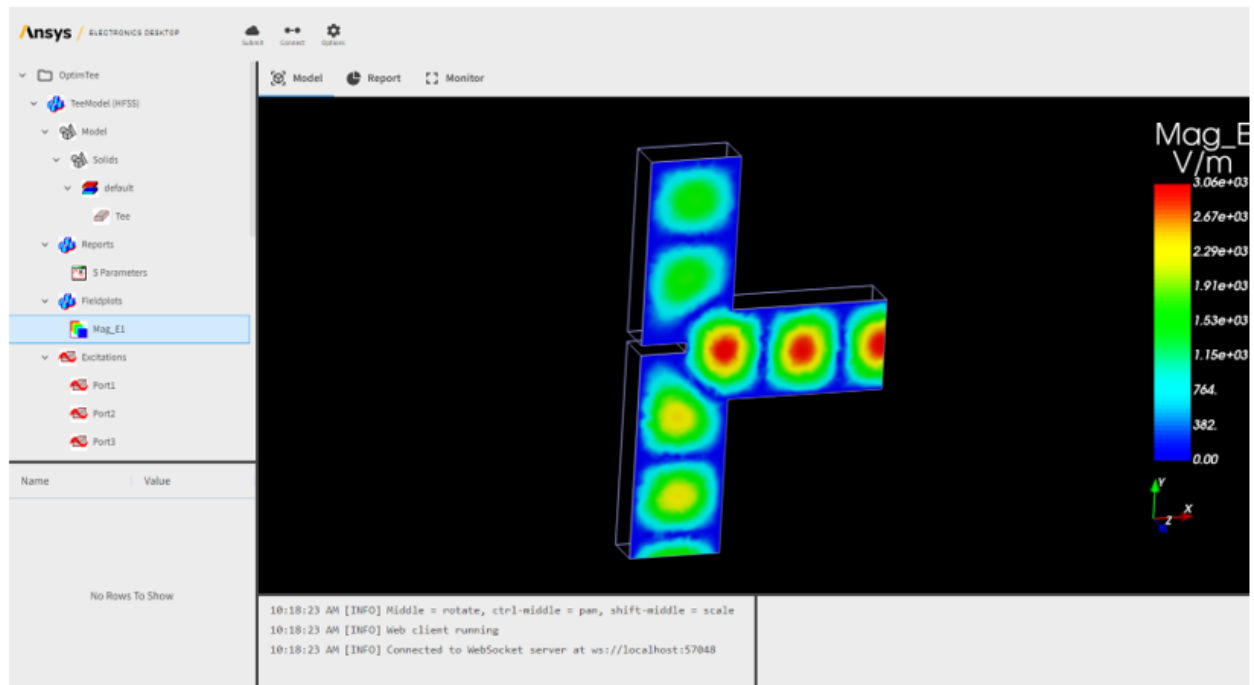 Ansys / ELECTRONICS DESKTOP
Submit Connect Options
OptimTee
TeeModel (HFSS)
Model
Solids
default
Tee
Reports
S Parameters
Fieldplots
Mag_E1
Excitations
Port1
Port2
Port3
Name Value
No Rows To Show
Model Report Monitor
Mag_E
V/m
3.06e+03
2.67e+03
2.29e+03
1.91e+03
1.53e+03
1.15e+03
764.
382.
0.00
Y
X
Z
10:18:23 AM [INFO] Middle = rotate, ctrl-middle = pan, shift-middle = scale
10:18:23 AM [INFO] Web client running
10:18:23 AM [INFO] Connected to WebSocket server at ws://localhost:57048